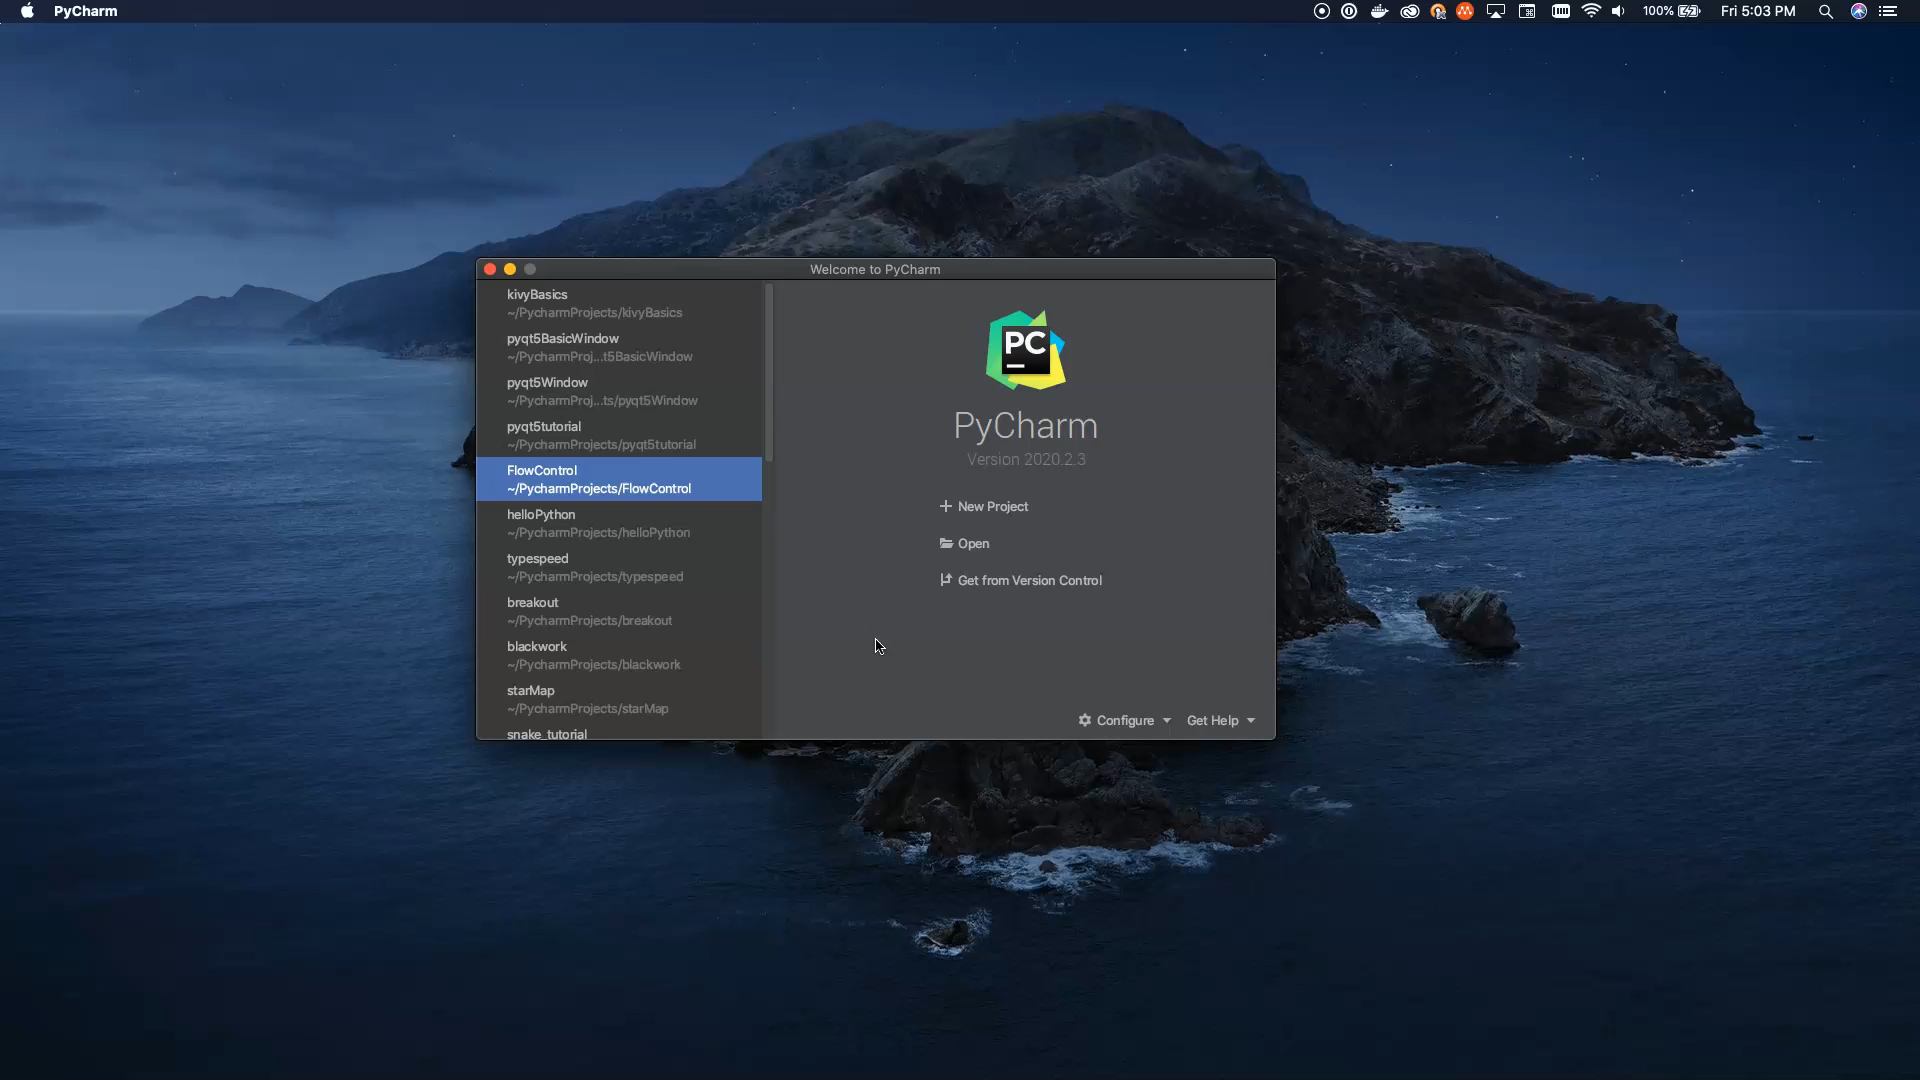 PyCharm
100%
Fri 5:03 PM
Welcome to PyCharm
kivyBasics
~/PycharmProjects/kivyBasics
pyqt5BasicWindow
~/PycharmProj...t5BasicWindow
pyqt5Window
~/PycharmProj...ts/pyqt5Window
pyqt5tutorial
~/PycharmProjects/pyqt5tutorial
FlowControl
~/PycharmProjects/FlowControl
helloPython
~/PycharmProjects/helloPython
typespeed
~/PycharmProjects/typespeed
breakout
~/PycharmProjects/breakout
blackwork
~/PycharmProjects/blackwork
starMap
~/PycharmProjects/starMap
snake_tutorial
PC
PyCharm
Version 2020.2.3
New Project
Open
Get from Version Control
Configure
Get Help